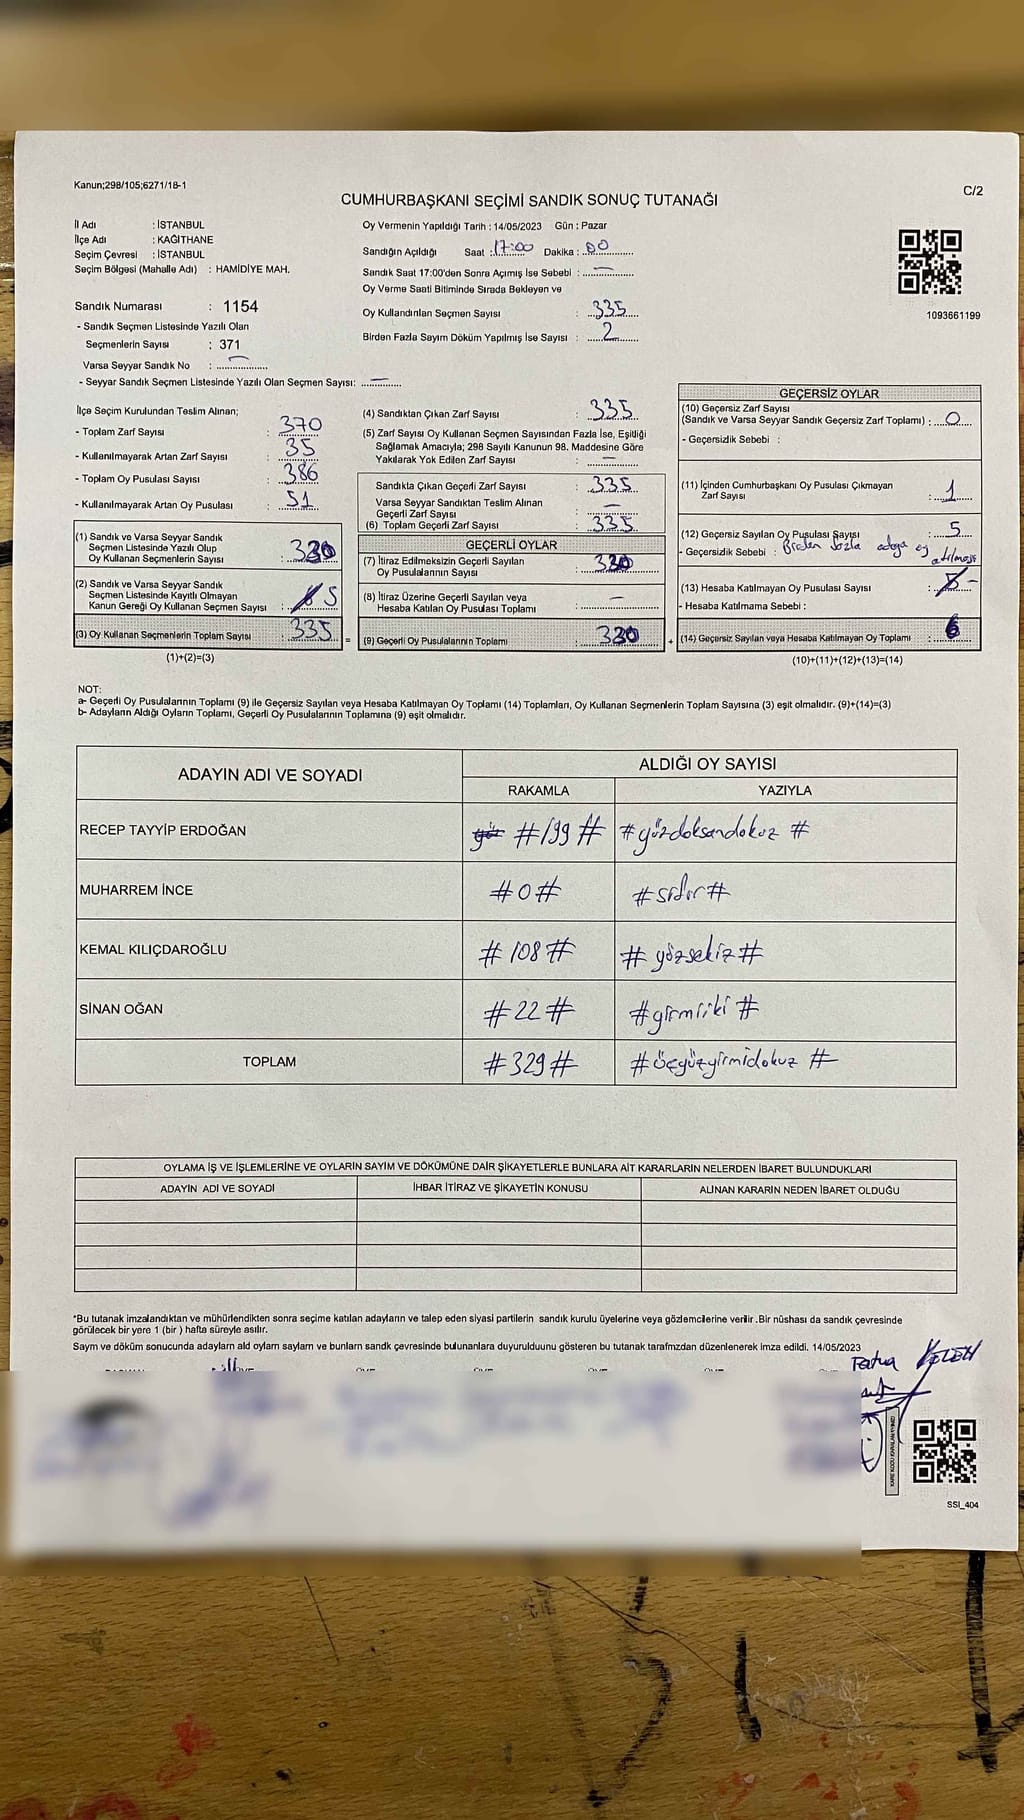 Kanun;298/105;6271/18-1
C/2
CUMHURBAŞKANI SEÇİMİ SANDIK SONUÇ TUTANAĞI
İl Adı : İSTANBUL
İlçe Adı : KAĞITHANE
Seçim Çevresi : İSTANBUL
Seçim Bölgesi (Mahalle Adı) : HAMİDİYE MAH.
Sandık Numarası : 1154
- Sandık Seçmen Listesinde Yazılı Olan
Seçmenlerin Sayısı : 371
Varsa Seyyar Sandık No : –
- Seyyar Sandık Seçmen Listesinde Yazılı Olan Seçmen Sayısı: –
Oy Vermenin Yapıldığı Tarih : 14/05/2023 Gün : Pazar
Sandığın Açıldığı Saat : 17:00 Dakika : 00
Sandık Saat 17:00'den Sonra Açımış İse Sebebi : –
Oy Verme Saati Bitiminde Sırada Bekleyen ve
Oy Kullandırılan Seçmen Sayısı : 335
Birden Fazla Sayım Döküm Yapılmış İse Sayısı : 2
1093661199
İlçe Seçim Kurulundan Teslim Alınan;
- Toplam Zarf Sayısı : 370
- Kullanılmayarak Artan Zarf Sayısı : 35
- Toplam Oy Pusulası Sayısı : 386
- Kullanılmayarak Artan Oy Pusulası : 51
(1) Sandık ve Varsa Seyyar Sandık
Seçmen Listesinde Yazılı Olup
Oy Kullanan Seçmenlerin Sayısı : 330
(2) Sandık ve Varsa Seyyar Sandık
Seçmen Listesinde Kayıtlı Olmayan
Kanun Gereği Oy Kullanan Seçmen Sayısı : 5
(3) Oy Kullanan Seçmenlerin Toplam Sayısı : 335
(1)+(2)=(3)
(4) Sandıktan Çıkan Zarf Sayısı : 335
(5) Zarf Sayısı Oy Kullanan Seçmen Sayısından Fazla İse, Eşitliği
Sağlamak Amacıyla; 298 Sayılı Kanunun 98. Maddesine Göre
Yakılarak Yok Edilen Zarf Sayısı : –
Sandıkta Çıkan Geçerli Zarf Sayısı : 335
Varsa Seyyar Sandıktan Teslim Alınan
Geçerli Zarf Sayısı : –
(6) Toplam Geçerli Zarf Sayısı : 335
GEÇERLİ OYLAR
(7) İtiraz Edilmeksizin Geçerli Sayılan
Oy Pusulalarının Sayısı :
(8) İtiraz Üzerine Geçerli Sayılan veya
Hesaba Katılan Oy Pusulası Toplamı : –
(9) Geçerli Oy Pusulalarının Toplamı :
GEÇERSİZ OYLAR
(10) Geçersiz Zarf Sayısı
(Sandık ve Varsa Seyyar Sandık Geçersiz Zarf Toplamı) : 0
- Geçersizlik Sebebi :
(11) İçinden Cumhurbaşkanı Oy Pusulası Çıkmayan
Zarf Sayısı : 1
(12) Geçersiz Sayılan Oy Pusulası Sayısı : 5
- Geçersizlik Sebebi : Birden fazla adaya oy atılması
(13) Hesaba Katılmayan Oy Pusulası Sayısı : –
- Hesaba Katılmama Sebebi :
(14) Geçersiz Sayılan veya Hesaba Katılmayan Oy Toplamı : 6
(10)+(11)+(12)+(13)=(14)
NOT:
a- Geçerli Oy Pusulalarının Toplamı (9) ile Geçersiz Sayılan veya Hesaba Katılmayan Oy Toplamı (14) Toplamları, Oy Kullanan Seçmenlerin Toplam Sayısına (3) eşit olmalıdır. (9)+(14)=(3)
b- Adayların Aldığı Oyların Toplamı, Geçerli Oy Pusulalarının Toplamına (9) eşit olmalıdır.
ADAYIN ADI VE SOYADI
ALDIĞI OY SAYISI
RAKAMLA YAZIYLA
RECEP TAYYİP ERDOĞAN #199# #yüzdoksandokuz#
MUHARREM İNCE #0# #sıfır#
KEMAL KILIÇDAROĞLU #108# #yüzsekiz#
SİNAN OĞAN #22# #yirmiiki#
TOPLAM #329# #üçyüzyirmidokuz#
OYLAMA İŞ VE İŞLEMLERİNE VE OYLARIN SAYIM VE DÖKÜMÜNE DAİR ŞİKAYETLERLE BUNLARA AİT KARARLARIN NELERDEN İBARET BULUNDUKLARI
ADAYIN ADI VE SOYADI İHBAR İTİRAZ VE ŞİKAYETİN KONUSU ALINAN KARARIN NEDEN İBARET OLDUĞU
*Bu tutanak imzalandıktan ve mühürlendikten sonra seçime katılan adayların ve talep eden siyasi partilerin sandık kurulu üyelerine veya gözlemcilerine verilir .Bir nüshası da sandık çevresinde
görülecek bir yere 1 (bir ) hafta süreyle asılır.
Sayım ve döküm sonucunda adayların ald oyların sayların ve bunların sandk çevresinde bulunanlara duyurulduunu gösteren bu tutanak tarafmzdan düzenlenerek imza edildi. 14/05/2023
SSI_404